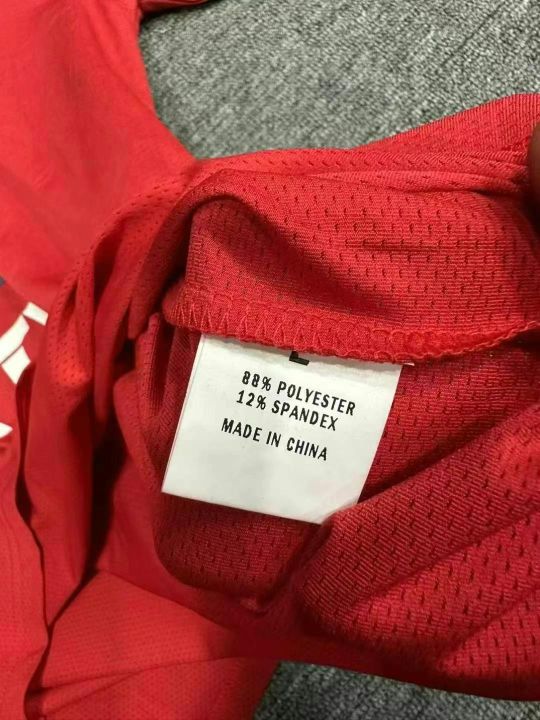 L
88% POLYESTER
12% SPANDEX
MADE IN CHINA